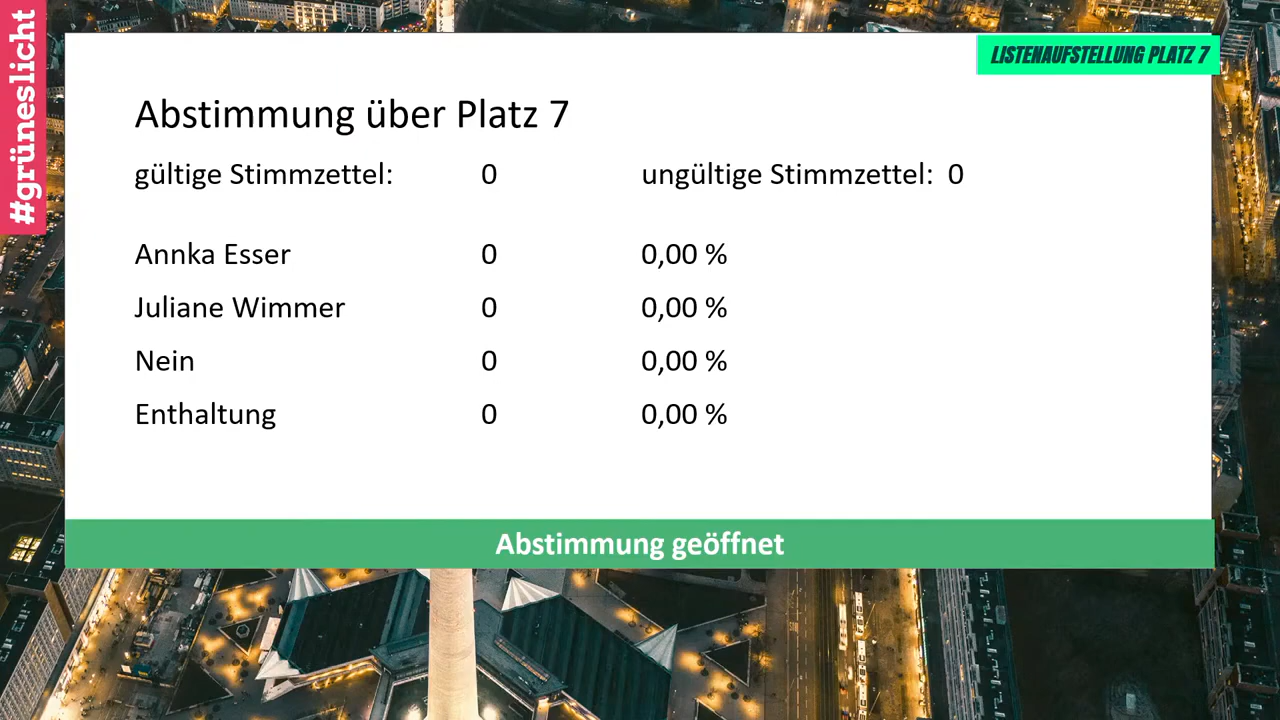 #grüneslicht
LISTENAUFSTELLUNG PLATZ 7
Abstimmung über Platz 7
gültige Stimmzettel: 0 ungültige Stimmzettel: 0
Annka Esser 0 0,00 %
Juliane Wimmer 0 0,00 %
Nein 0 0,00 %
Enthaltung 0 0,00 %
Abstimmung geöffnet